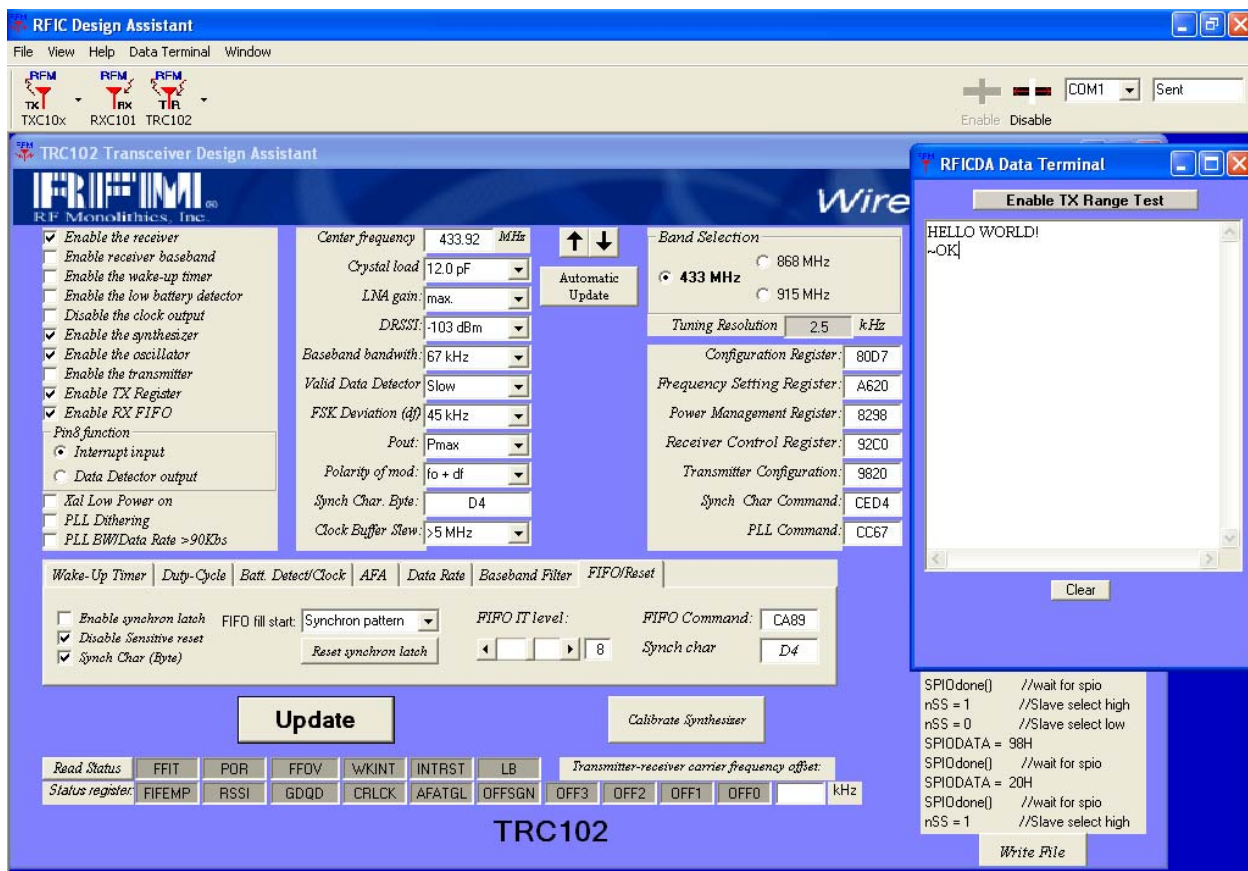 RFIC Design Assistant
File View Help Data Terminal Window
RFM RFM RFM
TX RX T R
TXC10x RXC101 TRC102
Enable Disable COM1 Sent
TRC102 Transceiver Design Assistant
RFM®
RF Monolithics, Inc.
Wire
Enable the receiver
Enable receiver baseband
Enable the wake-up timer
Enable the low battery detector
Disable the clock output
Enable the synthesizer
Enable the oscillator
Enable the transmitter
Enable TX Register
Enable RX FIFO
Pin8 function
Interrupt input
Data Detector output
Xal Low Power on
PLL Dithering
PLL BW/Data Rate >90Kbs
Center frequency 433.92 MHz
Crystal load 12.0 pF
LNA gain: max.
DRSSI: -103 dBm
Baseband bandwith: 67 kHz
Valid Data Detector Slow
FSK Deviation (df) 45 kHz
Pout: Pmax
Polarity of mod: fo + df
Synch Char. Byte: D4
Clock Buffer Slew: >5 MHz
Automatic
Update
Band Selection
433 MHz
868 MHz
915 MHz
Tuning Resolution 2.5 kHz
Configuration Register: 80D7
Frequency Setting Register: A620
Power Management Register: 8298
Receiver Control Register: 92C0
Transmitter Configuration: 9820
Synch Char Command: CED4
PLL Command: CC67
Wake-Up Timer Duty-Cycle Batt. Detect/Clock AFA Data Rate Baseband Filter FIFO/Reset
Enable synchron latch
Disable Sensitive reset
Synch Char (Byte)
FIFO fill start: Synchron pattern
Reset synchron latch
FIFO IT level:
8
FIFO Command: CA89
Synch char D4
Update
Calibrate Synthesizer
Read Status FFIT POR FFOV WKINT INTRST LB Transmitter-receiver carrier frequency offset:
Status register: FIFEMP RSSI GDQD CRLCK AFATGL OFFSGN OFF3 OFF2 OFF1 OFF0 kHz
TRC102
RFICDA Data Terminal
Enable TX Range Test
HELLO WORLD!
~OK
Clear
SPIOdone() //wait for spio
nSS = 1 //Slave select high
nSS = 0 //Slave select low
SPIODATA = 98H
SPIOdone() //wait for spio
SPIODATA = 20H
SPIOdone() //wait for spio
nSS = 1 //Slave select high
Write File